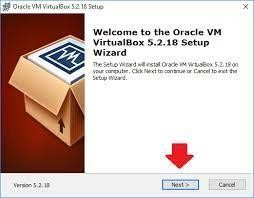 Oracle VM VirtualBox 5.2.18 Setup
Welcome to the Oracle VM
VirtualBox 5.2.18 Setup
Wizard
The Setup Wizard will install Oracle VM VirtualBox 5.2.18 on
your computer. Click Next to continue or Cancel to exit the
Setup Wizard.
Version 5.2.18
Next >
Cancel